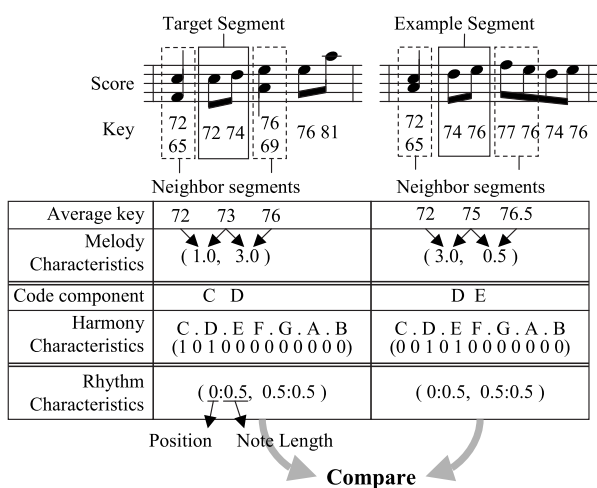 Target Segment Example Segment
Score
Key 72 65 72 74 76 69 76 81 72 65 74 76 77 76 74 76
Neighbor segments Neighbor segments
Average key 72 73 76 72 75 76.5
Melody Characteristics ( 1.0, 3.0 ) ( 3.0, 0.5 )
Code component C D D E
Harmony Characteristics C . D . E F . G . A . B C . D . E F . G . A . B
(1 0 1 0 0 0 0 0 0 0 0 0) (0 0 1 0 1 0 0 0 0 0 0 0)
Rhythm Characteristics ( 0:0.5, 0.5:0.5 ) ( 0:0.5, 0.5:0.5 )
Position Note Length
Compare